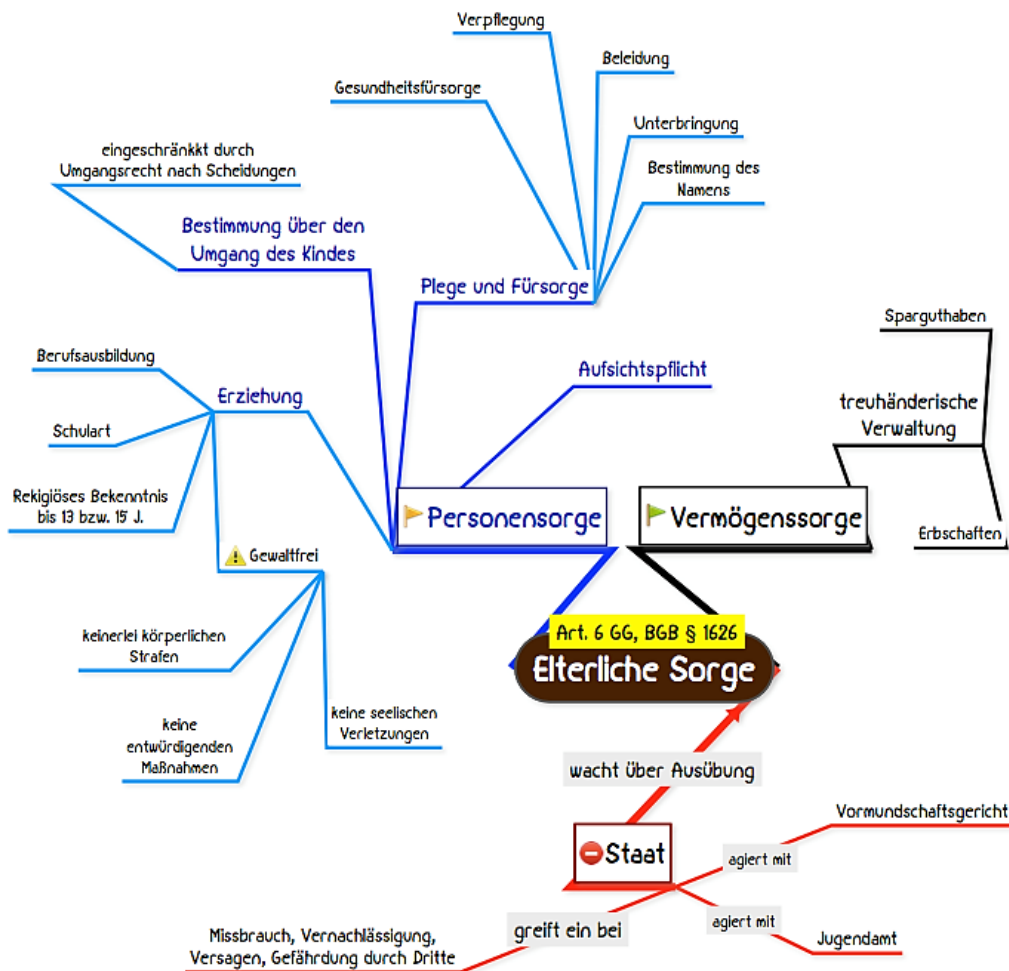 Verpflegung
Beleidung
Gesundheitsfürsorge
Unterbringung
eingeschränkkt durch
Umgangsrecht nach Scheidungen
Bestimmung des
Namens
Bestimmung über den
Umgang des Kindes
Plege und Fürsorge
Sparguthaben
Berufsausbildung
Aufsichtspflicht
Erziehung
treuhänderische
Verwaltung
Schulart
Rekigiöses Bekenntnis
bis 13 bzw. 15 J.
Personensorge
Vermögenssorge
Erbschaften
Gewaltfrei
Art. 6 GG, BGB § 1626
Elterliche Sorge
keinerlei körperlichen
Strafen
keine seelischen
Verletzungen
keine
entwürdigenden
Maßnahmen
wacht über Ausübung
Vormundschaftsgericht
Staat
agiert mit
greift ein bei
agiert mit
Missbrauch, Vernachlässigung,
Versagen, Gefährdung durch Dritte
Jugendamt